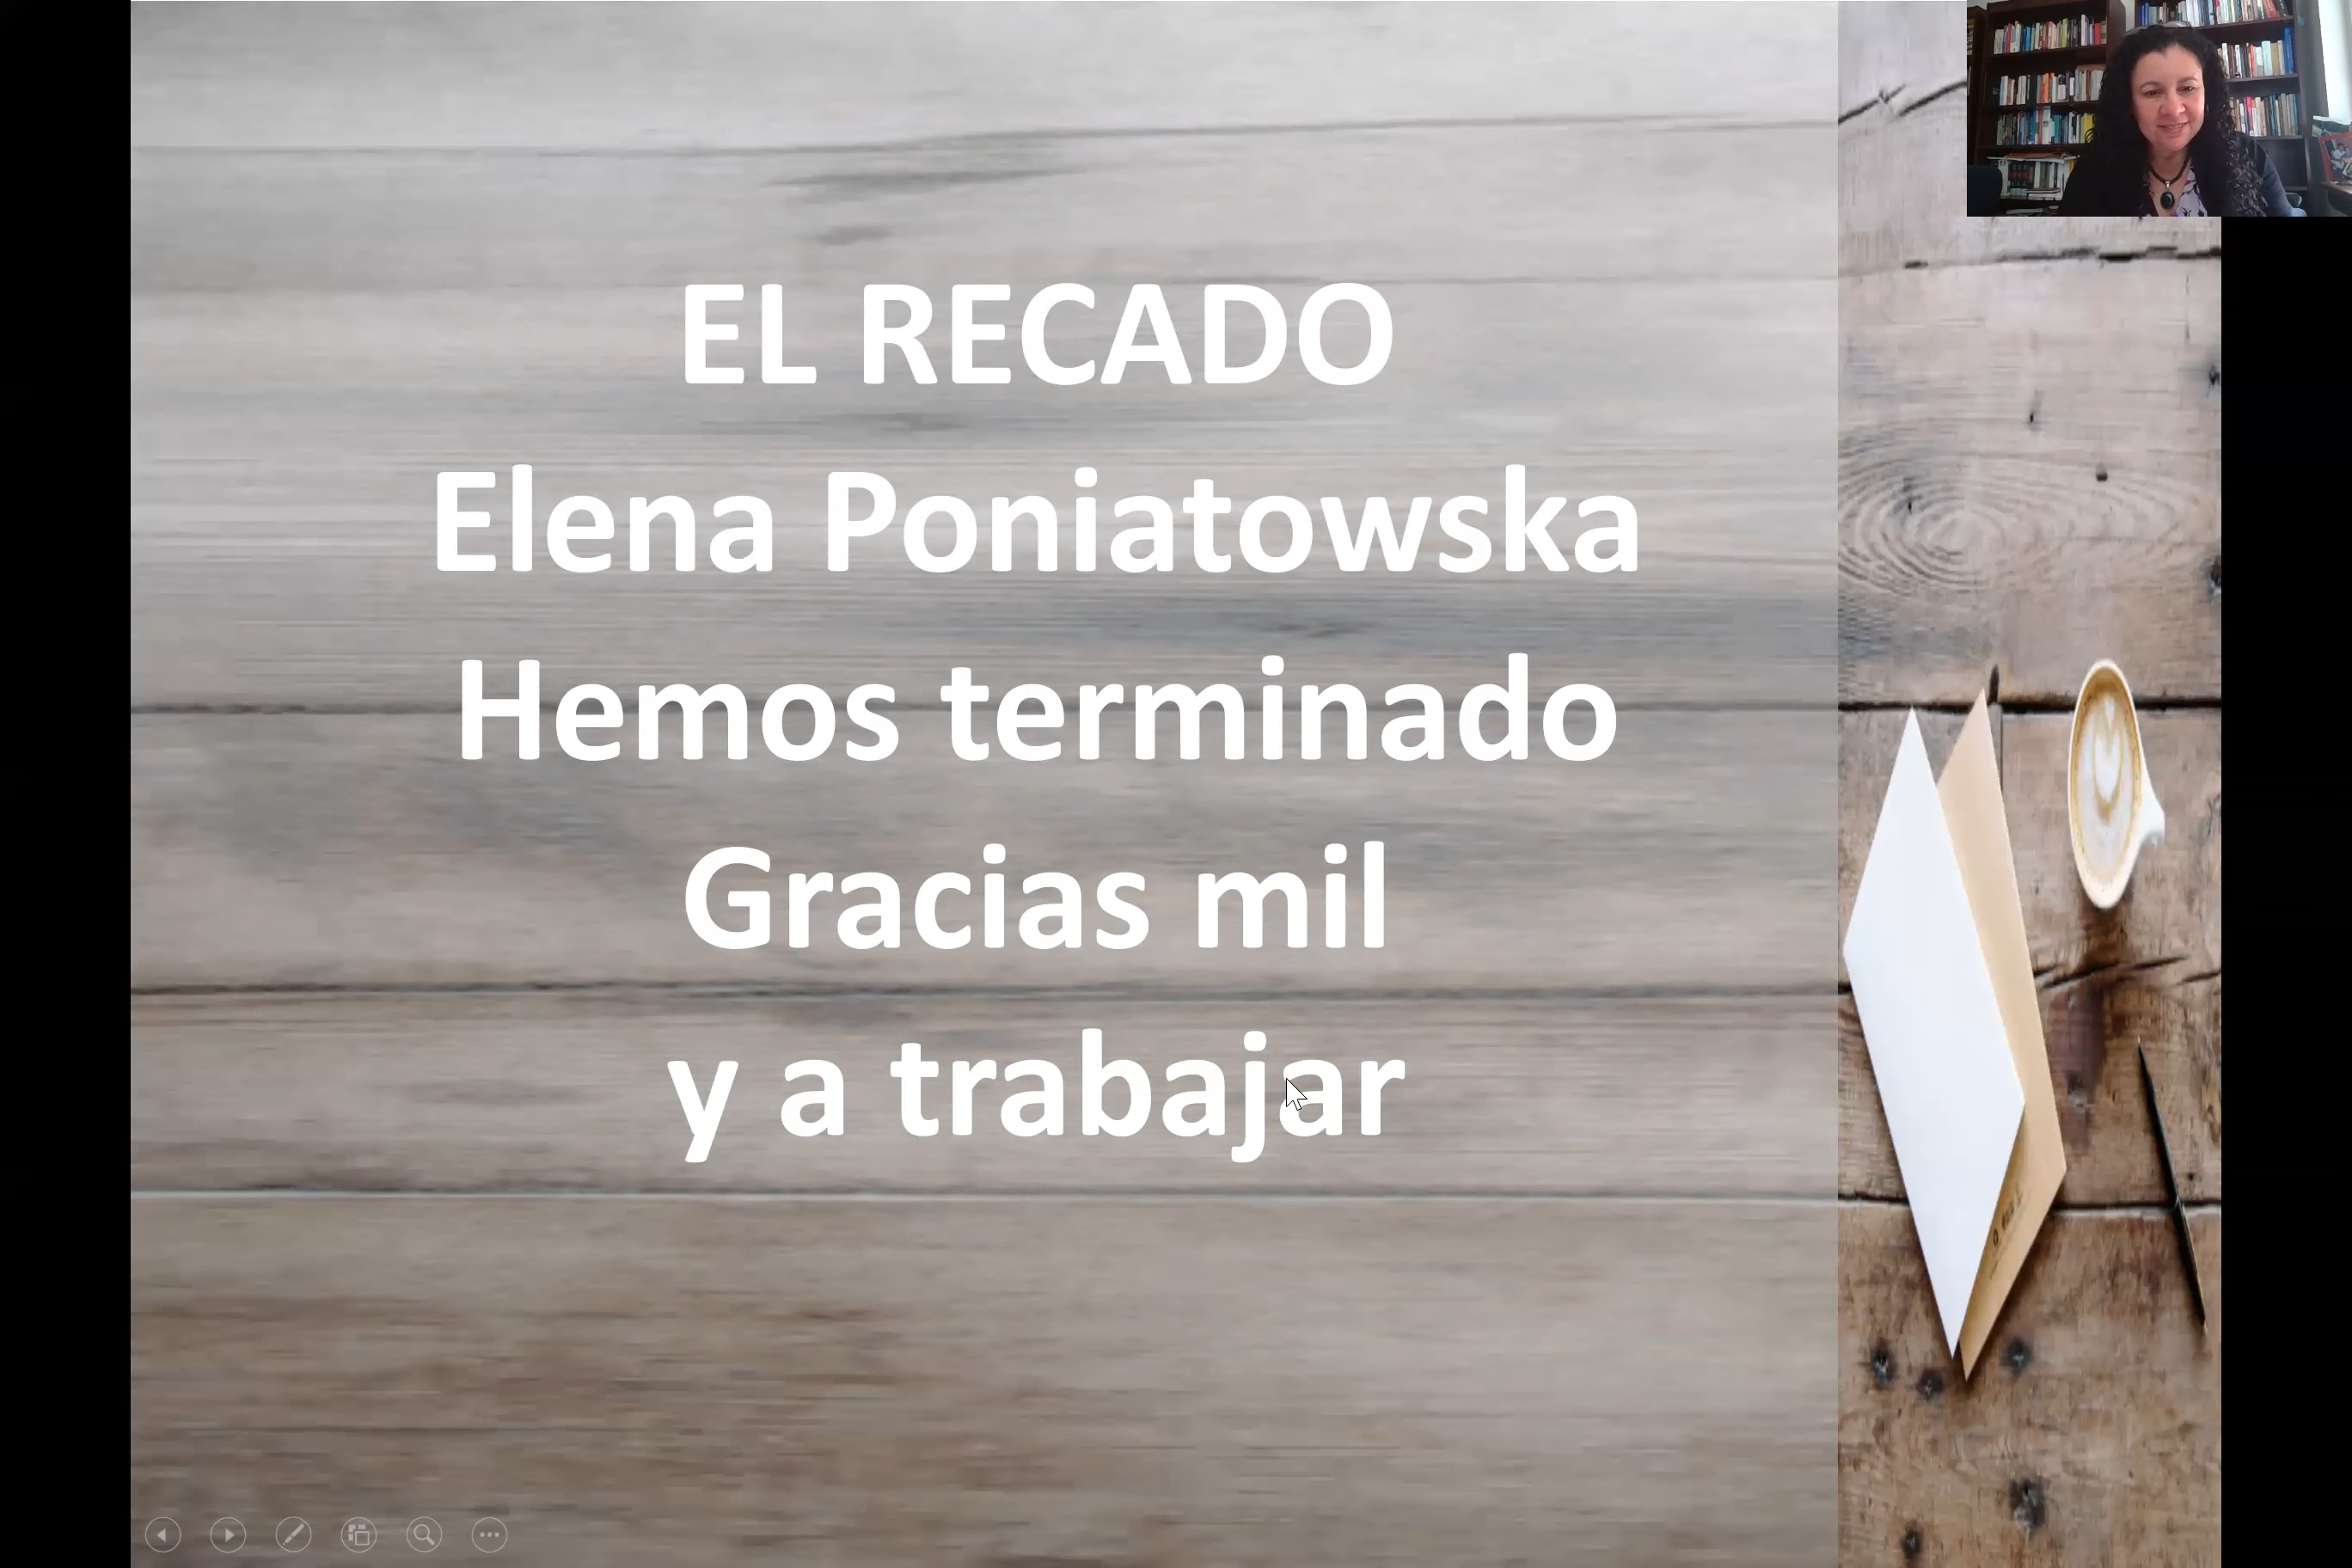 EL RECADO
Elena Poniatowska
Hemos terminado
Gracias mil
y a trabajar